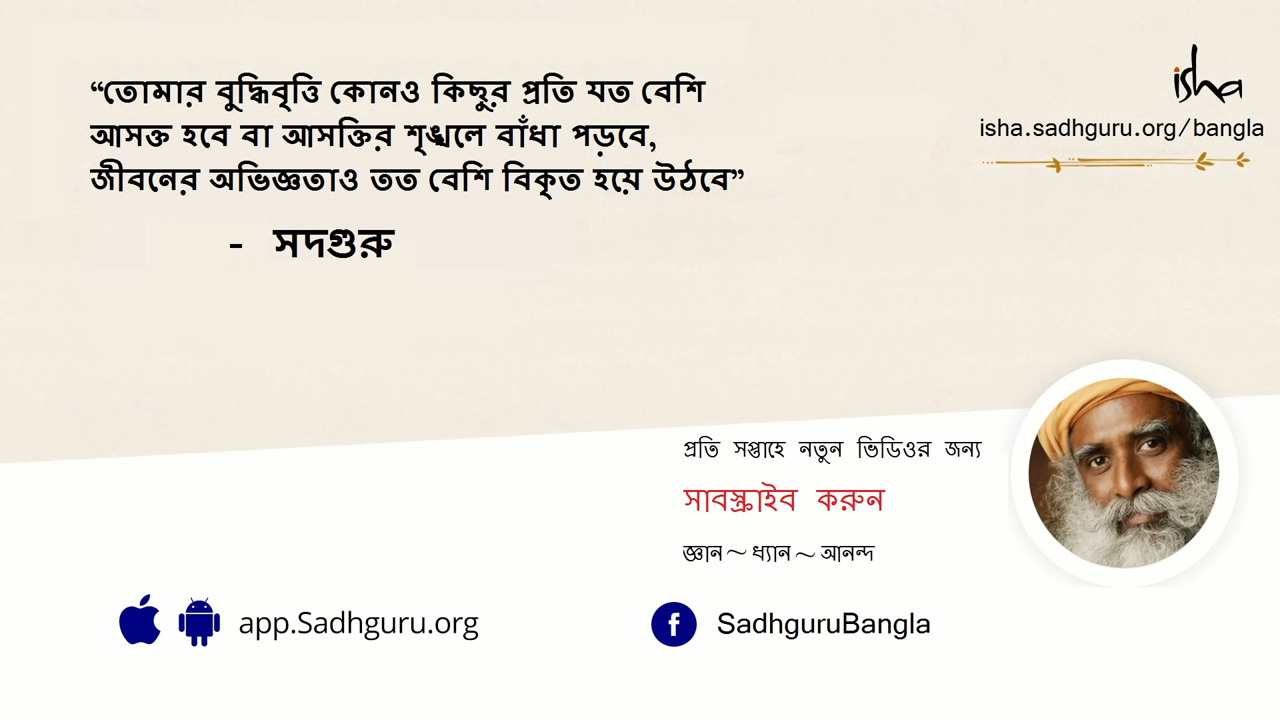 “তোমার বুদ্ধিবৃত্তি কোনও কিছুর প্রতি যত বেশি
আসক্ত হবে বা আসক্তির শৃঙ্খলে বাঁধা পড়বে,
জীবনের অভিজ্ঞতাও তত বেশি বিকৃত হয়ে উঠবে”
- সদগুরু
isha
isha.sadhguru.org/bangla
প্রতি সপ্তাহে নতুন ভিডিওর জন্য
সাবস্ক্রাইব করুন
জ্ঞান ~ ধ্যান ~ আনন্দ
app.Sadhguru.org
f SadhguruBangla